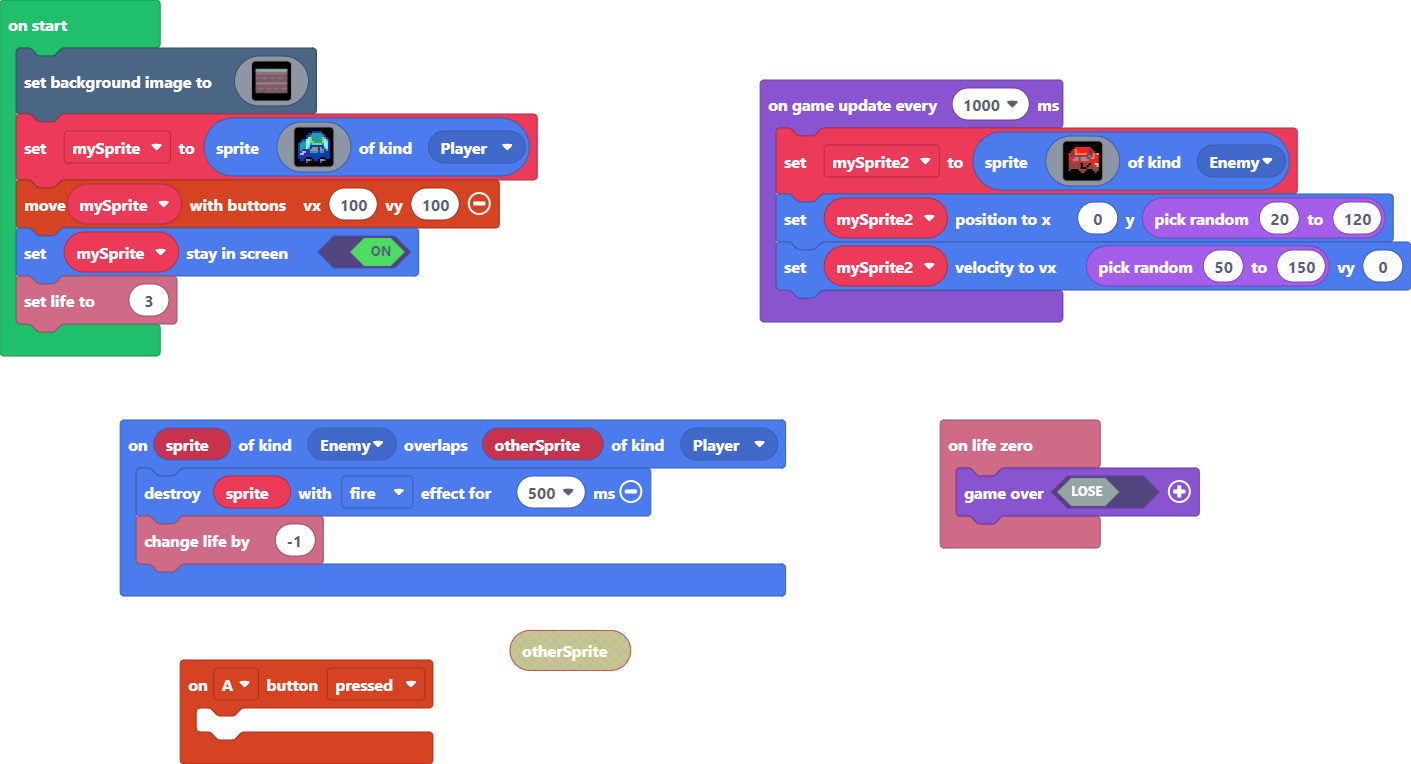 on start
set background image to
set mySprite to sprite of kind Player
move mySprite with buttons vx 100 vy 100
set mySprite stay in screen ON
set life to 3
on game update every 1000 ms
set mySprite2 to sprite of kind Enemy
set mySprite2 position to x 0 y pick random 20 to 120
set mySprite2 velocity to vx pick random 50 to 150 vy 0
on sprite of kind Enemy overlaps otherSprite of kind Player
destroy sprite with fire effect for 500 ms
change life by -1
on life zero
game over LOSE
otherSprite
on A button pressed